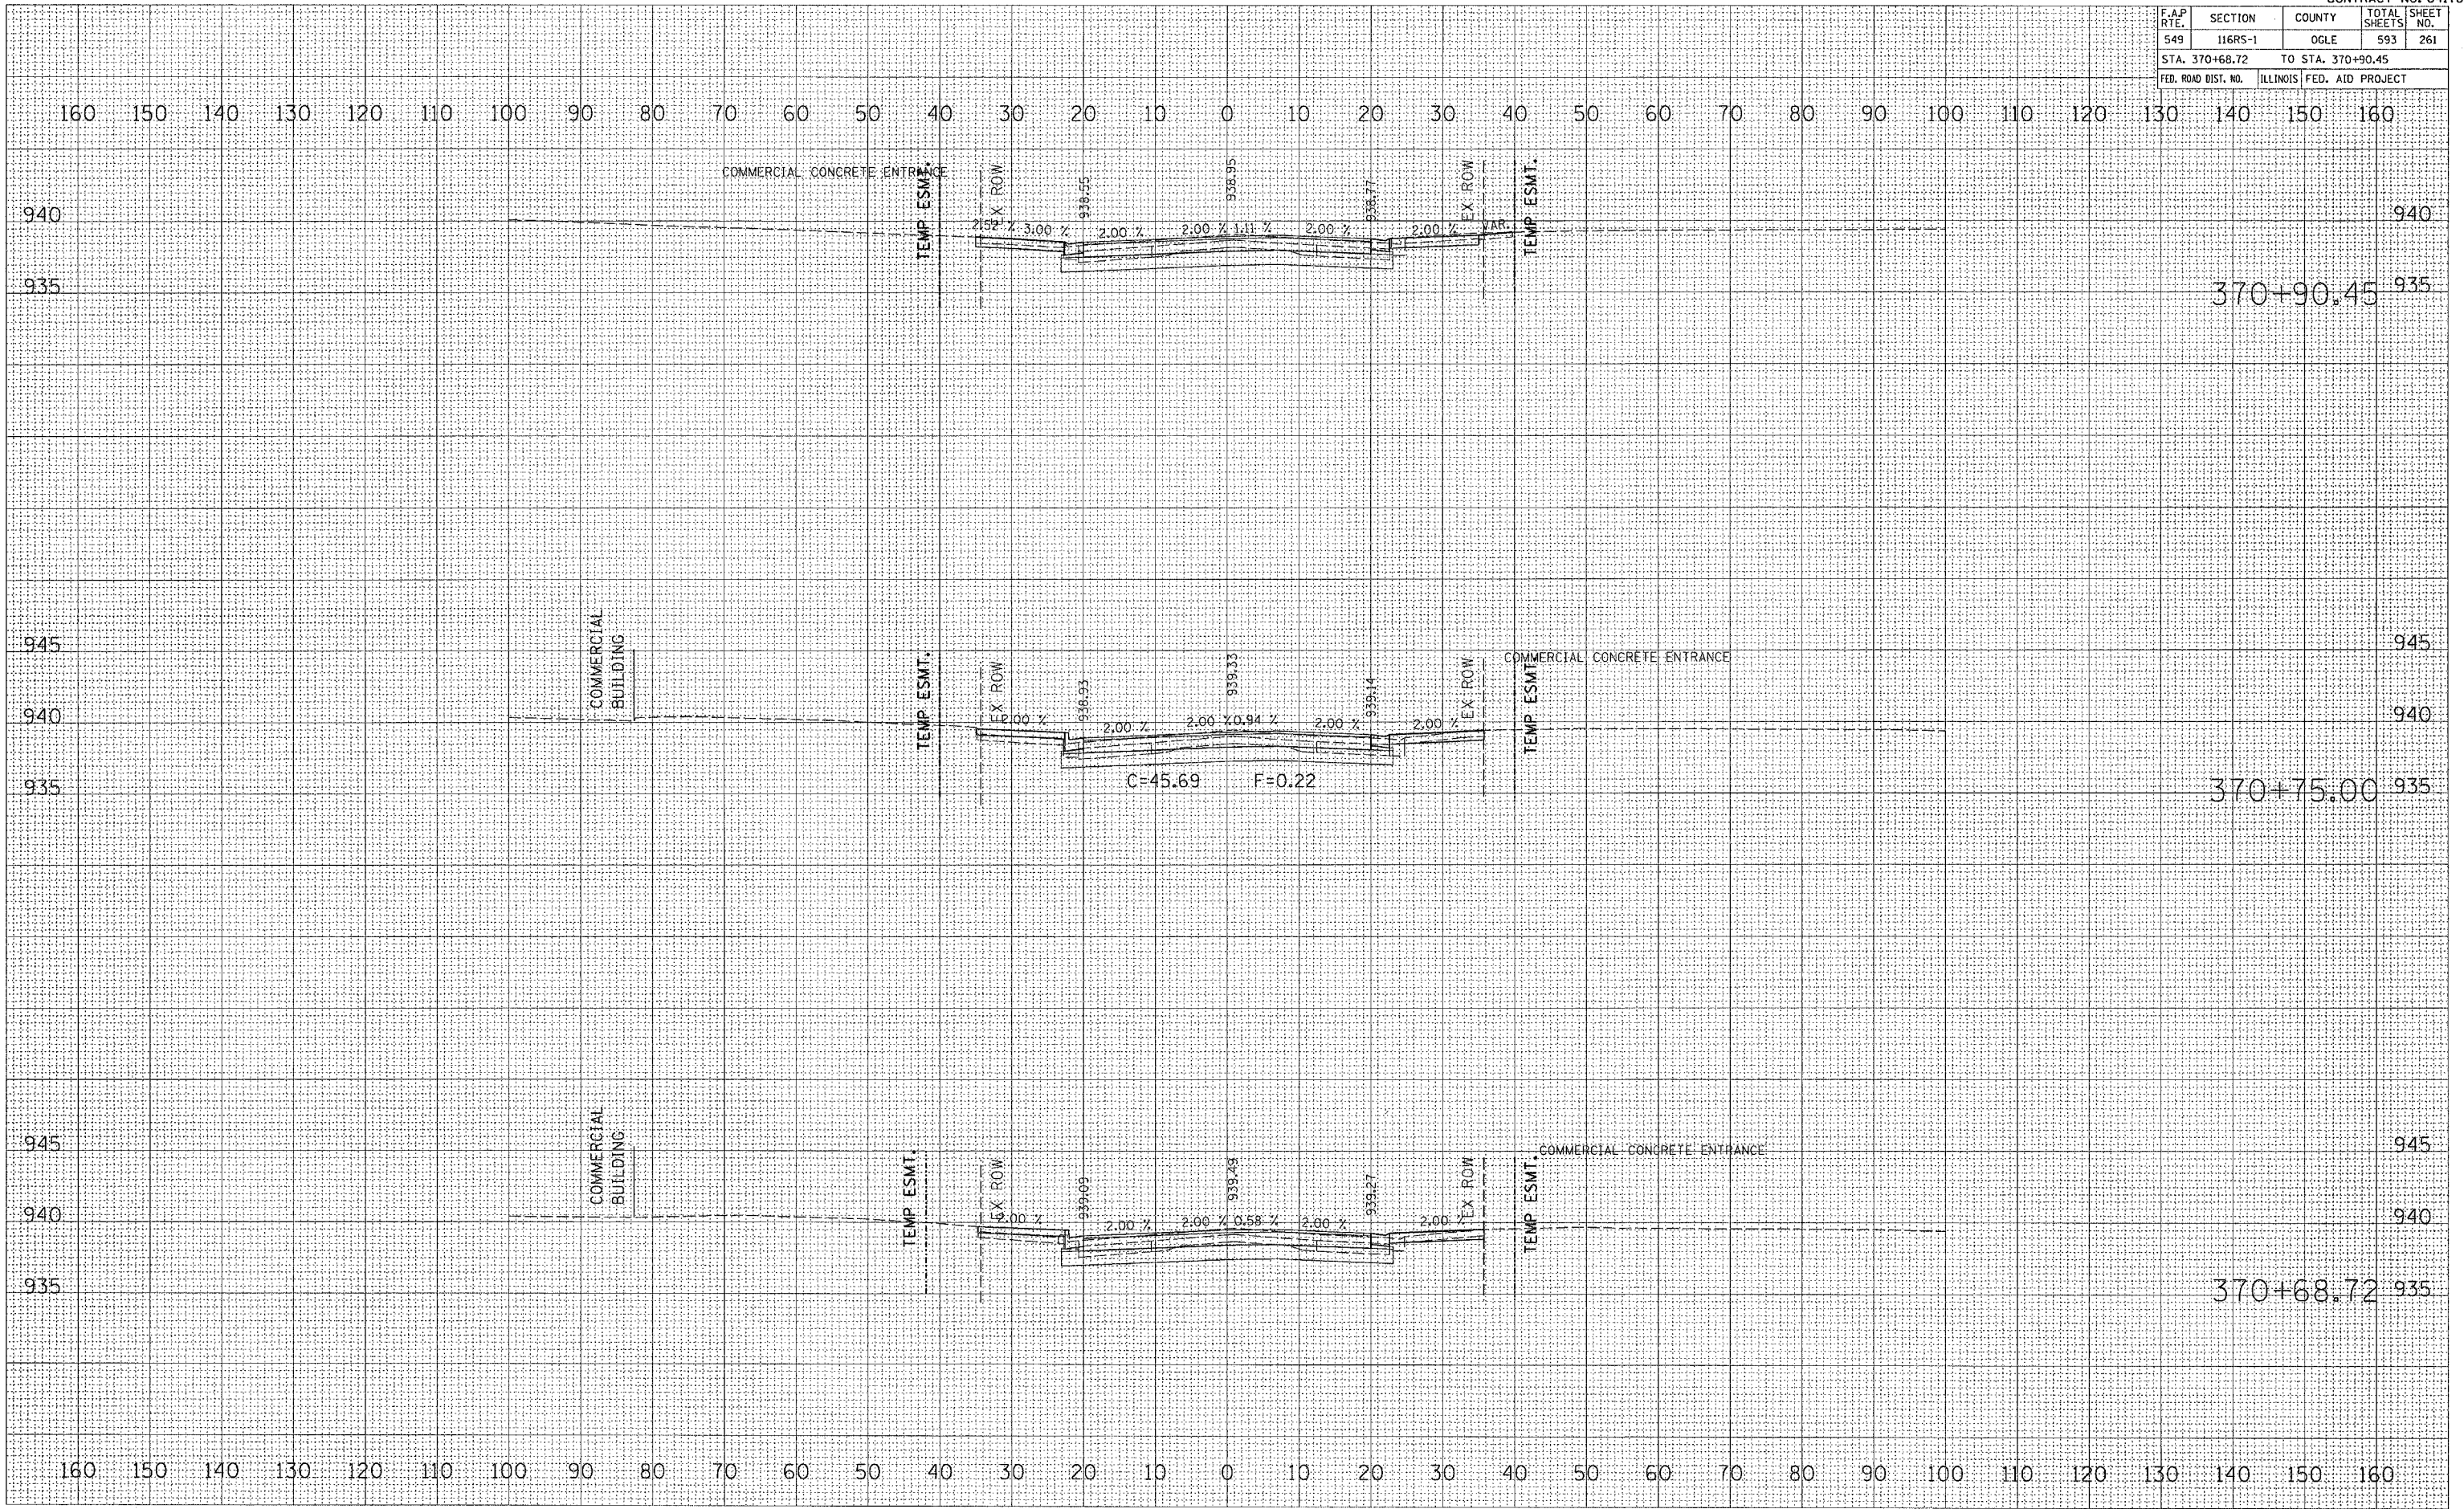 F.A.P RTE. SECTION COUNTY TOTAL SHEETS SHEET NO.
549 116RS-1 OGLE 593 261
STA. 370+68.72 TO STA. 370+90.45
FED. ROAD DIST. NO. ILLINOIS FED. AID PROJECT
160 150 140 130 120 110 100 90 80 70 60 50 40 30 20 10 0 10 20 30 40 50 60 70 80 90 100 110 120 130 140 150 160
COMMERCIAL CONCRETE ENTRANCE
TEMP ESMT.
EX ROW
938.55
938.95
938.77
EX ROW
TEMP ESMT.
940 940
3.00 % 2.00 % 2.00 % 1.11 % 2.00 % 2.00 % VAR.
935 935
370+90.45
945 945
COMMERCIAL
BUILDING
TEMP ESMT.
EX ROW
938.93
939.33
939.14
EX ROW
TEMP ESMT.
COMMERCIAL CONCRETE ENTRANCE
940 940
2.00 % 2.00 % 2.00 % 0.94 % 2.00 % 2.00 %
C=45.69 F=0.22
935 935
370+75.00
945 945
COMMERCIAL
BUILDING
TEMP ESMT.
EX ROW
939.09
939.49
939.27
EX ROW
TEMP ESMT.
COMMERCIAL CONCRETE ENTRANCE
940 940
2.00 % 2.00 % 2.00 % 0.58 % 2.00 % 2.00 %
935 935
370+68.72
160 150 140 130 120 110 100 90 80 70 60 50 40 30 20 10 0 10 20 30 40 50 60 70 80 90 100 110 120 130 140 150 160